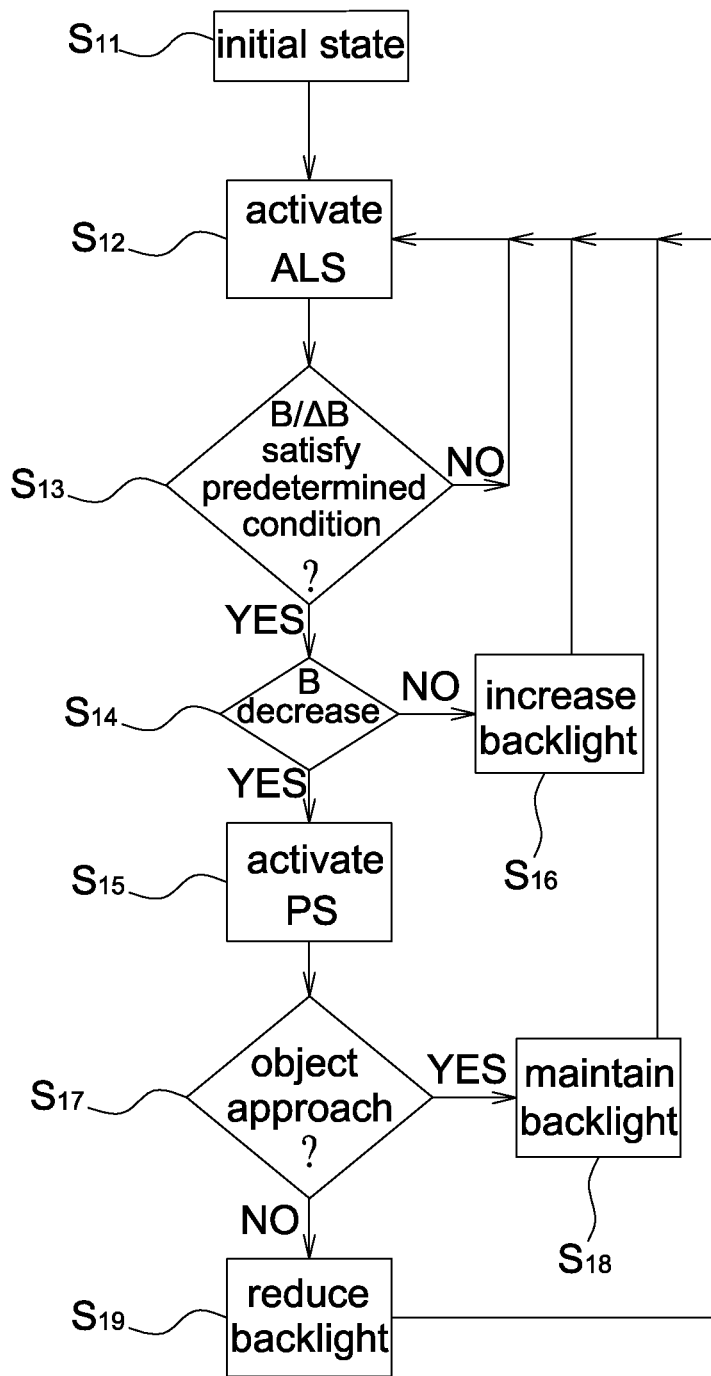 S11
initial state
S12
activate
ALS
B/ΔB
satisfy
predetermined
condition
?
S13
NO
YES
B
decrease
S14
NO
increase
backlight
S16
YES
activate
PS
S15
object
approach
?
S17
YES
maintain
backlight
S18
NO
reduce
backlight
S19